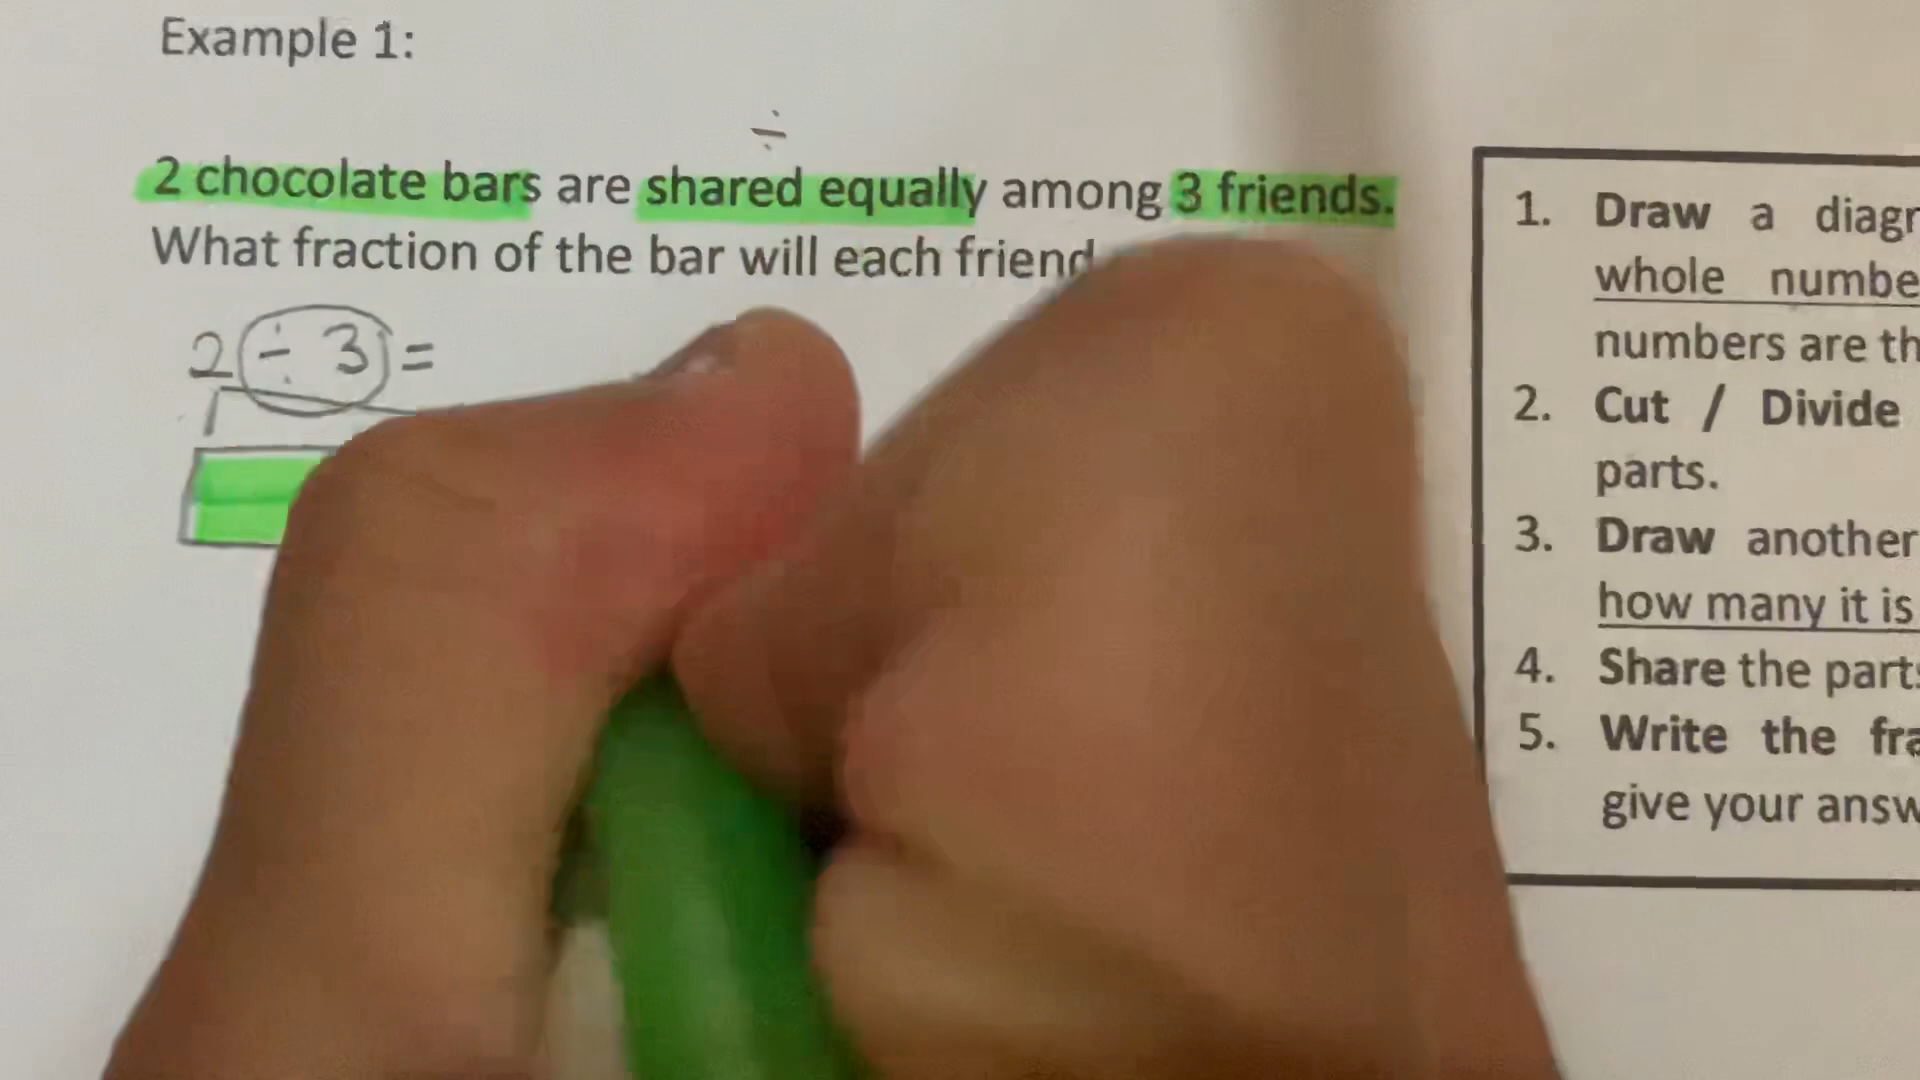 Example 1:
÷
2 chocolate bars are shared equally among 3 friends.
What fraction of the bar will each friend
2 ÷ 3 =
1
1. Draw a diagr
whole numbe
numbers are th
2. Cut / Divide
parts.
3. Draw another
how many it is
4. Share the parts
5. Write the fra
give your answ